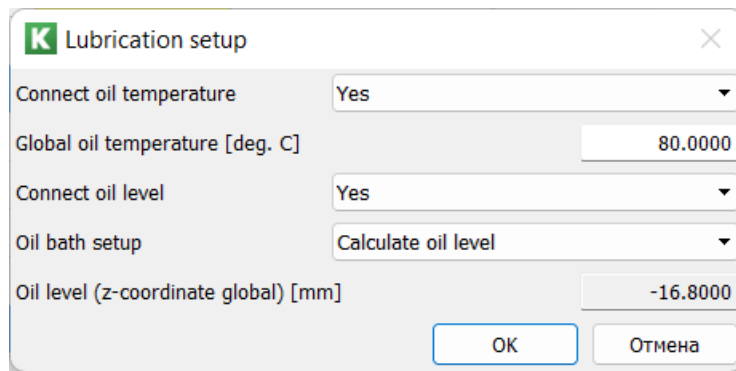 K Lubrication setup
Connect oil temperature Yes
Global oil temperature [deg. C] 80.0000
Connect oil level Yes
Oil bath setup Calculate oil level
Oil level (z-coordinate global) [mm] -16.8000
OK Отмена